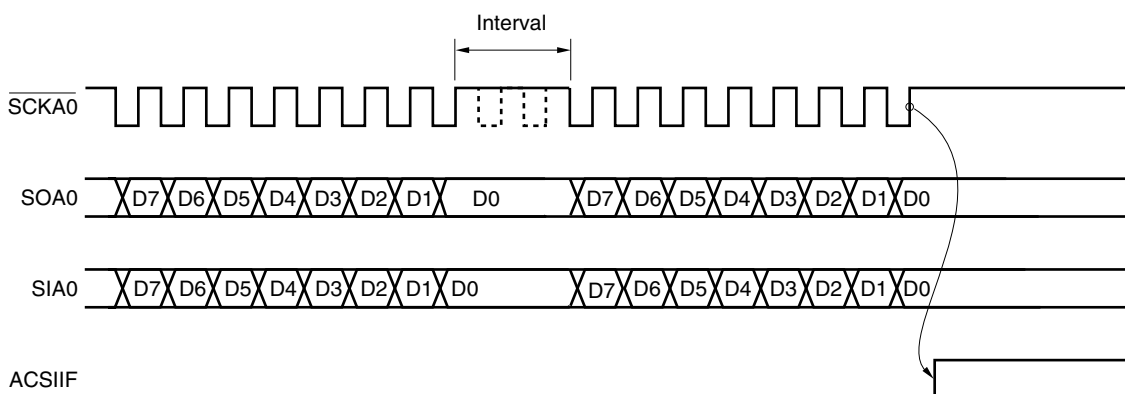 Interval
SCKA0
SOA0 D7 D6 D5 D4 D3 D2 D1 D0 D7 D6 D5 D4 D3 D2 D1 D0
SIA0 D7 D6 D5 D4 D3 D2 D1 D0 D7 D6 D5 D4 D3 D2 D1 D0
ACSIIF